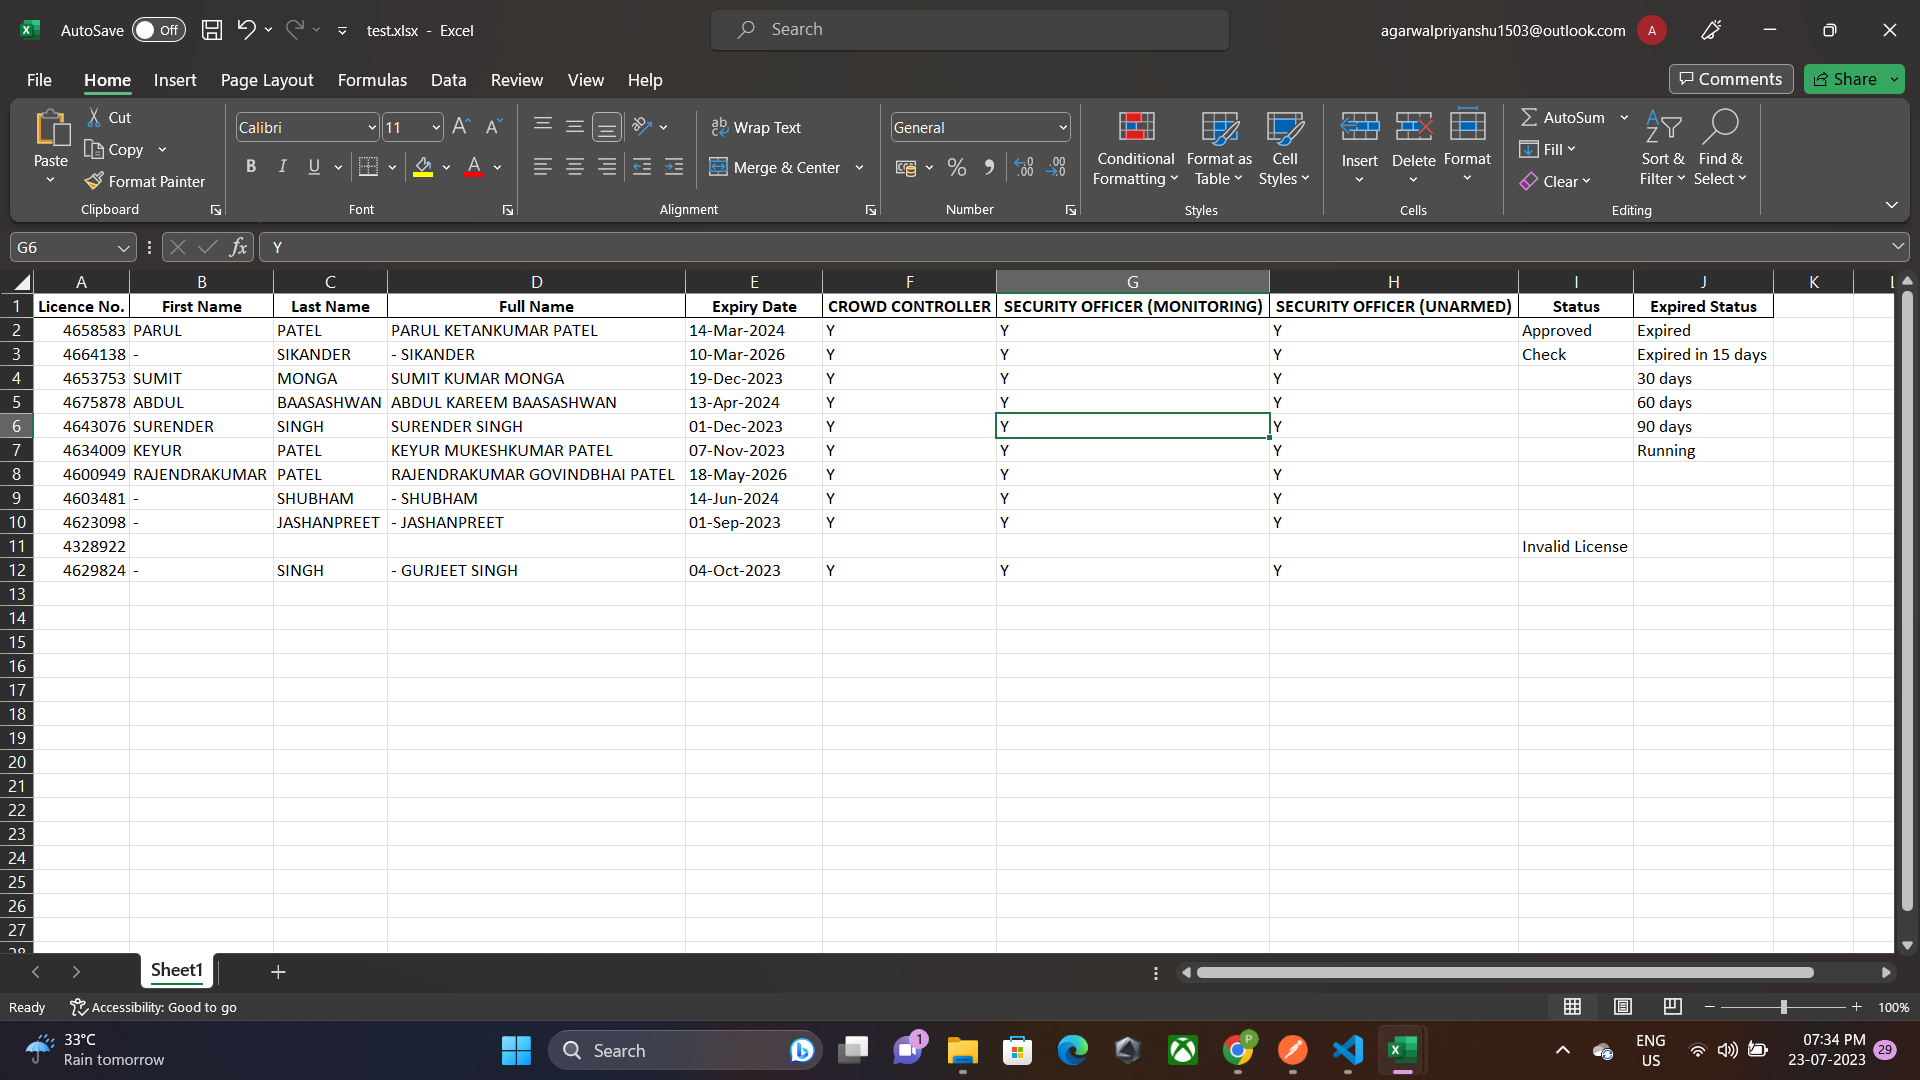 AutoSave Off test.xlsx - Excel Search agarwalpriyanshu1503@outlook.com A
File Home Insert Page Layout Formulas Data Review View Help Comments Share
Paste Cut Copy Format Painter Clipboard
Calibri 11 B I U A Font
Wrap Text Merge & Center Alignment
General % Number
Conditional Formatting Format as Table Cell Styles Styles
Insert Delete Format Cells
AutoSum Fill Clear Sort & Filter Find & Select Editing
G6 fx Y
A B C D E F G H I J K L
1 Licence No. First Name Last Name Full Name Expiry Date CROWD CONTROLLER SECURITY OFFICER (MONITORING) SECURITY OFFICER (UNARMED) Status Expired Status
2 4658583 PARUL PATEL PARUL KETANKUMAR PATEL 14-Mar-2024 Y Y Y Approved Expired
3 4664138 - SIKANDER - SIKANDER 10-Mar-2026 Y Y Y Check Expired in 15 days
4 4653753 SUMIT MONGA SUMIT KUMAR MONGA 19-Dec-2023 Y Y Y 30 days
5 4675878 ABDUL BAASASHWAN ABDUL KAREEM BAASASHWAN 13-Apr-2024 Y Y Y 60 days
6 4643076 SURENDER SINGH SURENDER SINGH 01-Dec-2023 Y Y Y 90 days
7 4634009 KEYUR PATEL KEYUR MUKESHKUMAR PATEL 07-Nov-2023 Y Y Y Running
8 4600949 RAJENDRAKUMAR PATEL RAJENDRAKUMAR GOVINDBHAI PATEL 18-May-2026 Y Y Y
9 4603481 - SHUBHAM - SHUBHAM 14-Jun-2024 Y Y Y
10 4623098 - JASHANPREET - JASHANPREET 01-Sep-2023 Y Y Y
11 4328922 Invalid License
12 4629824 - SINGH - GURJEET SINGH 04-Oct-2023 Y Y Y
13
14
15
16
17
18
19
20
21
22
23
24
25
26
27
28
Sheet1
Ready Accessibility: Good to go 100%
33°C
Rain tomorrow
Search
1
P
ENG
US
07:34 PM
23-07-2023
29